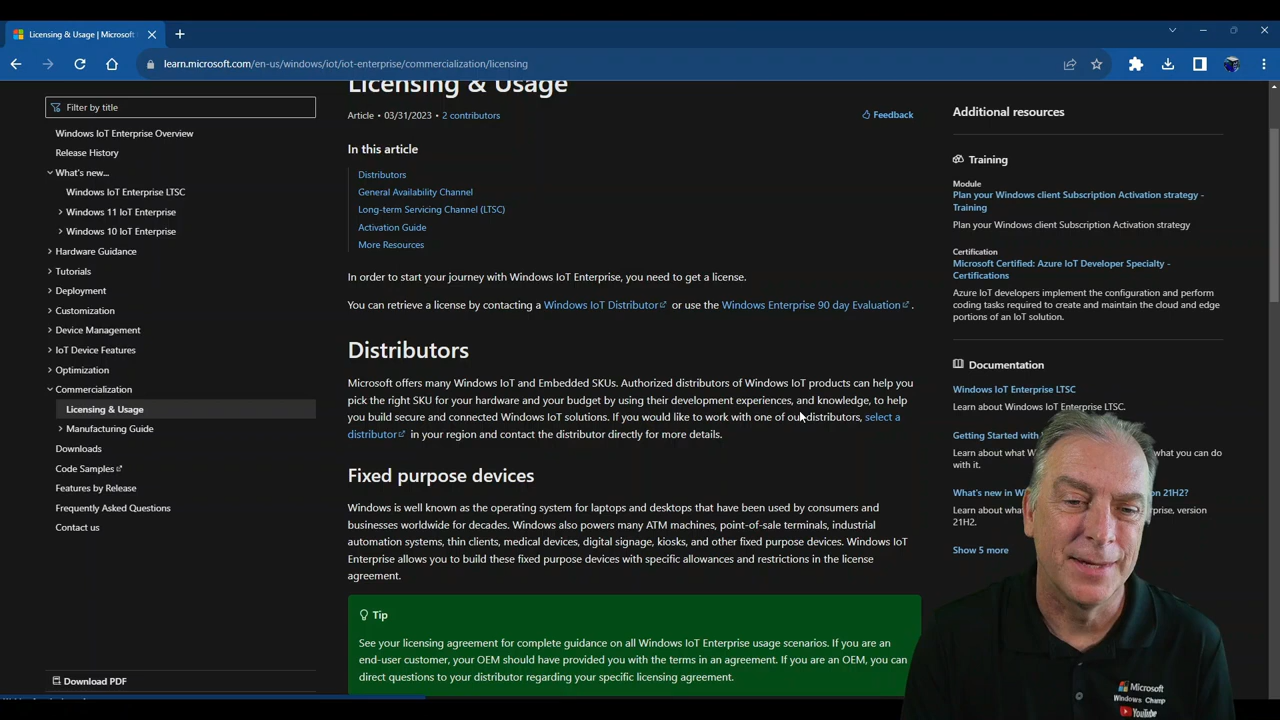 Licensing & Usage | Microsoft
learn.microsoft.com/en-us/windows/iot/iot-enterprise/commercialization/licensing
Filter by title
Windows IoT Enterprise Overview
Release History
What's new...
Windows IoT Enterprise LTSC
Windows 11 IoT Enterprise
Windows 10 IoT Enterprise
Hardware Guidance
Tutorials
Deployment
Customization
Device Management
IoT Device Features
Optimization
Commercialization
Licensing & Usage
Manufacturing Guide
Downloads
Code Samples
Features by Release
Frequently Asked Questions
Contact us
Download PDF
Licensing & Usage
Article • 03/31/2023 • 2 contributors
Feedback
In this article
Distributors
General Availability Channel
Long-term Servicing Channel (LTSC)
Activation Guide
More Resources
In order to start your journey with Windows IoT Enterprise, you need to get a license.
You can retrieve a license by contacting a Windows IoT Distributor or use the Windows Enterprise 90 day Evaluation .
Distributors
Microsoft offers many Windows IoT and Embedded SKUs. Authorized distributors of Windows IoT products can help you
pick the right SKU for your hardware and your budget by using their development experiences, and knowledge, to help
you build secure and connected Windows IoT solutions. If you would like to work with one of our distributors, select a
distributor in your region and contact the distributor directly for more details.
Fixed purpose devices
Windows is well known as the operating system for laptops and desktops that have been used by consumers and
businesses worldwide for decades. Windows also powers many ATM machines, point-of-sale terminals, industrial
automation systems, thin clients, medical devices, digital signage, kiosks, and other fixed purpose devices. Windows IoT
Enterprise allows you to build these fixed purpose devices with specific allowances and restrictions in the license
agreement.
Tip
See your licensing agreement for complete guidance on all Windows IoT Enterprise usage scenarios. If you are an
end-user customer, your OEM should have provided you with the terms in an agreement. If you are an OEM, you can
direct questions to your distributor regarding your specific licensing agreement.
Additional resources
Training
Module
Plan your Windows client Subscription Activation strategy -
Training
Plan your Windows client Subscription Activation strategy
Certification
Microsoft Certified: Azure IoT Developer Specialty -
Certifications
Azure IoT developers implement the configuration and perform
coding tasks required to create and maintain the cloud and edge
portions of an IoT solution.
Documentation
Windows IoT Enterprise LTSC
Learn about Windows IoT Enterprise LTSC.
Getting Started with
Learn about what W what you can do
with it.
What's new in W on 21H2?
Learn about wha rprise, version
21H2.
Show 5 more
Microsoft
Windows Champ
YouTube